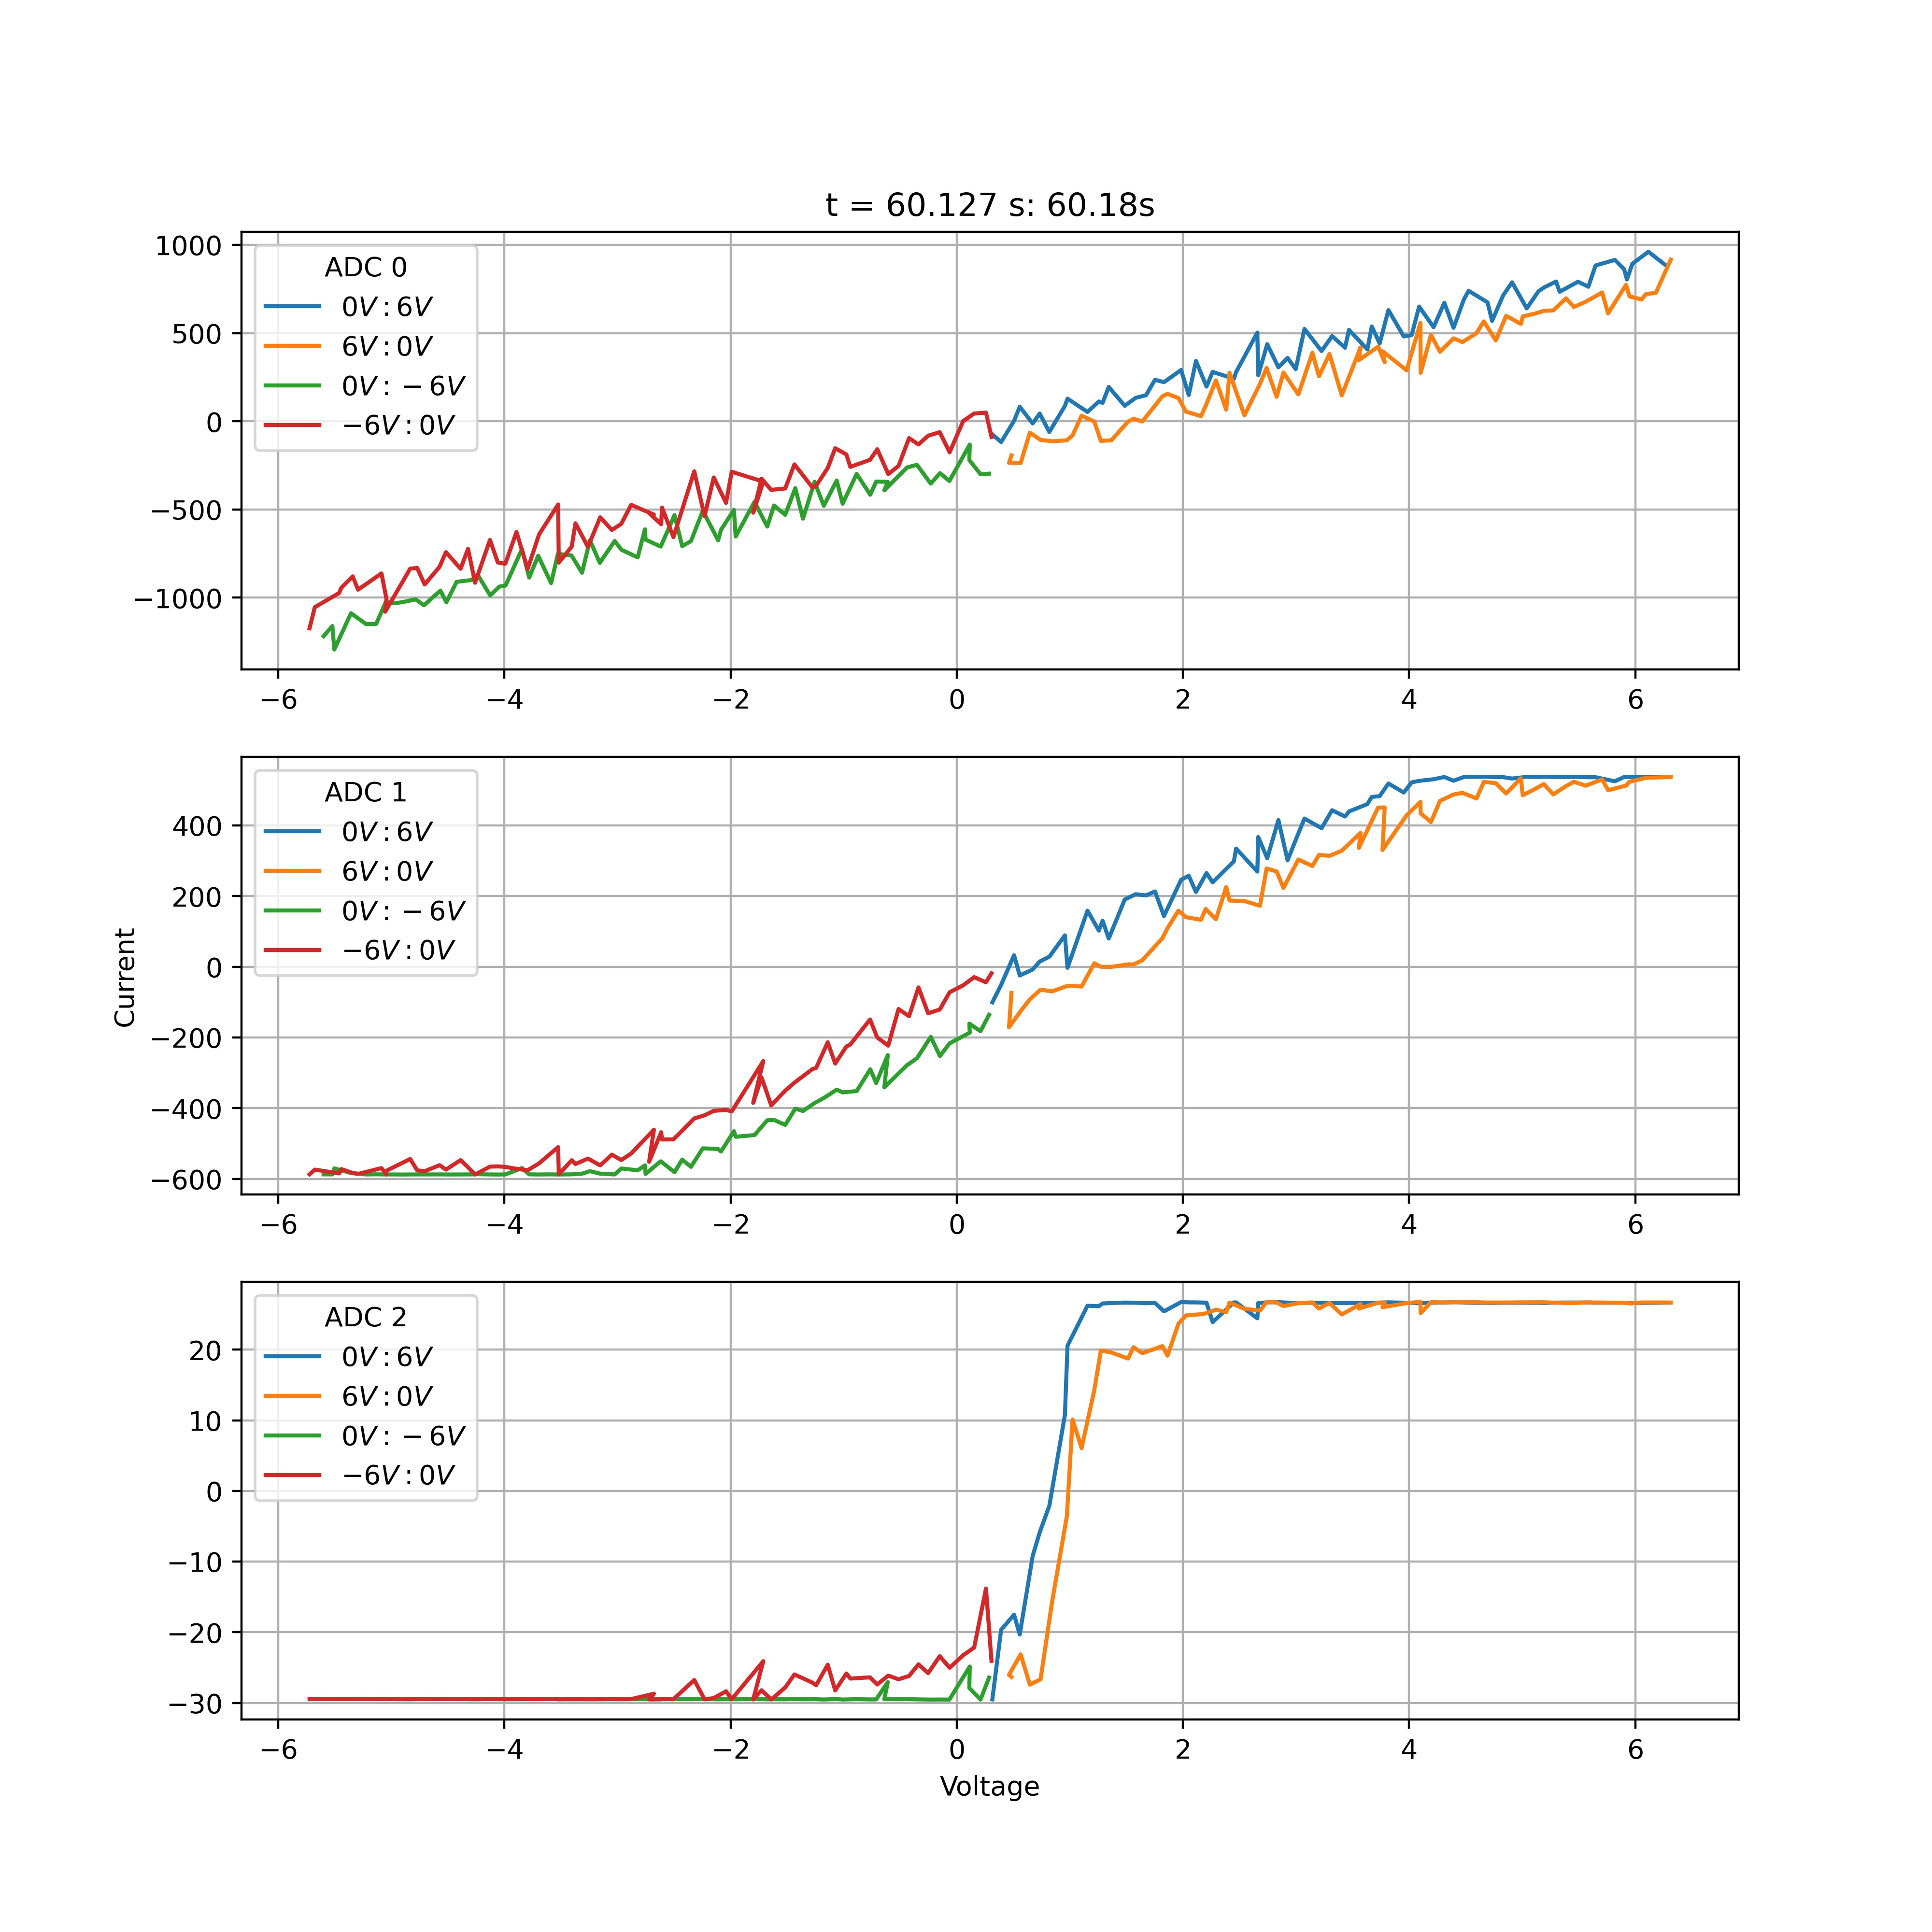 t = 60.127 s: 60.18s
1000
500
0
−500
−1000
ADC 0
0V : 6V
6V : 0V
0V : − 6V
−6V : 0V
−6 −4 −2 0 2 4 6
Current
400
200
0
−200
−400
−600
ADC 1
0V : 6V
6V : 0V
0V : − 6V
−6V : 0V
−6 −4 −2 0 2 4 6
20
10
0
−10
−20
−30
ADC 2
0V : 6V
6V : 0V
0V : − 6V
−6V : 0V
−6 −4 −2 0 2 4 6
Voltage